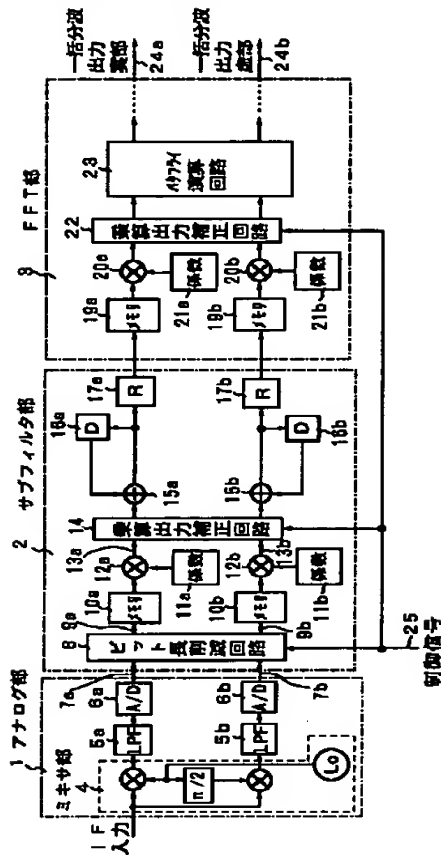 1 アナログ部
ミキサ部
4
IF
入力
π/2
Lo
5a
LPF
5b
LPF
6a
A/D
6b
A/D
7a
7b
2
サブフィルタ部
8
ビット長削減回路
9a
9b
10a
メモリ
10b
メモリ
11a
係数
11b
係数
12a
12b
13a
13b
14
乗算出力補正回路
15a
15b
16a
D
16b
D
17a
R
17b
R
3
FFT部
19a
メモリ
19b
メモリ
20a
20b
21a
係数
21b
係数
22
乗算出力補正回路
23
バタフライ
演算
回路
一括分波
出力
実部
24a
一括分波
出力
虚部
24b
25
制御信号